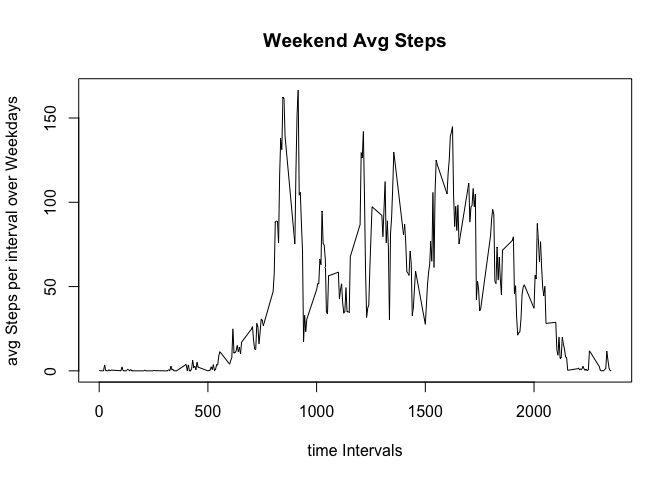 Weekend Avg Steps
avg Steps per interval over Weekdays
150
100
50
0
0 500 1000 1500 2000
time Intervals